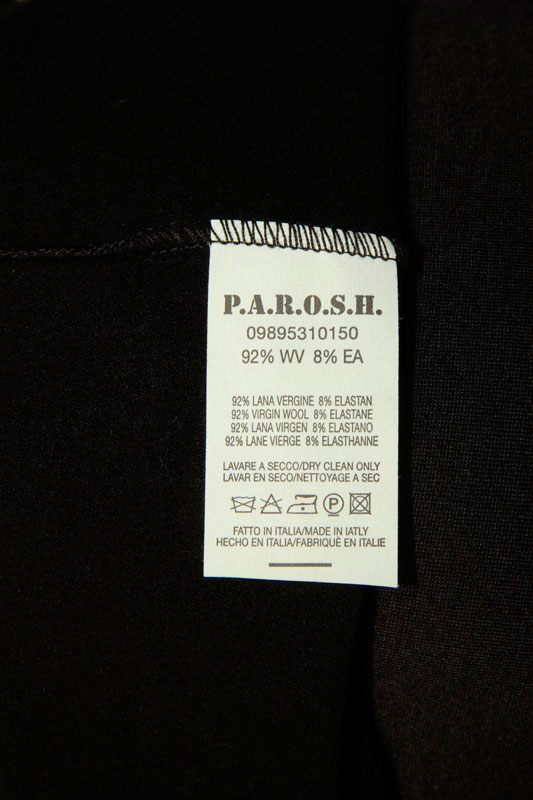 P.A.R.O.S.H.
09895310150
92% WV 8% EA
92% LANA VERGINE 8% ELASTAN
92% VIRGIN WOOL 8% ELASTANE
92% LANA VIRGEN 8% ELASTANO
92% LANE VIERGE 8% ELASTHANNE
LAVARE A SECCO/DRY CLEAN ONLY
LAVAR EN SECO/NETTOYAGE A SEC
P
FATTO IN ITALIA/MADE IN IATLY
HECHO EN ITALIA/FABRIQUÉ EN ITALIE